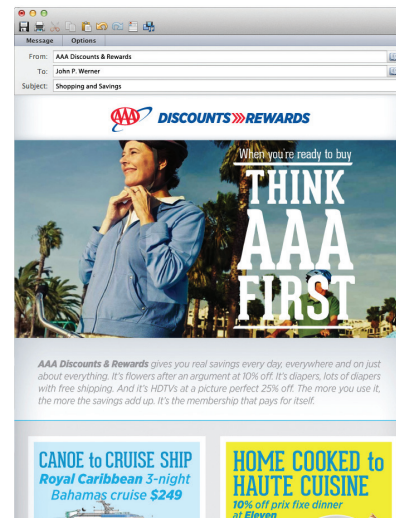 Message Options
From: AAA Discounts & Rewards
To: John P. Werner
Subject: Shopping and Savings
AAA DISCOUNTS REWARDS
When you're ready to buy
THINK
AAA
FIRST
AAA Discounts & Rewards gives you real savings every day, everywhere and on just
about everything. It's flowers after an argument at 10% off. It's diapers, lots of diapers
with free shipping. And it's HDTVs at a picture perfect 25% off. The more you use it,
the more the savings add up. It's the membership that pays for itself.
CANOE to CRUISE SHIP
Royal Caribbean 3-night
Bahamas cruise $249
HOME COOKED to
HAUTE CUISINE
10% off prix fixe dinner
at Eleven